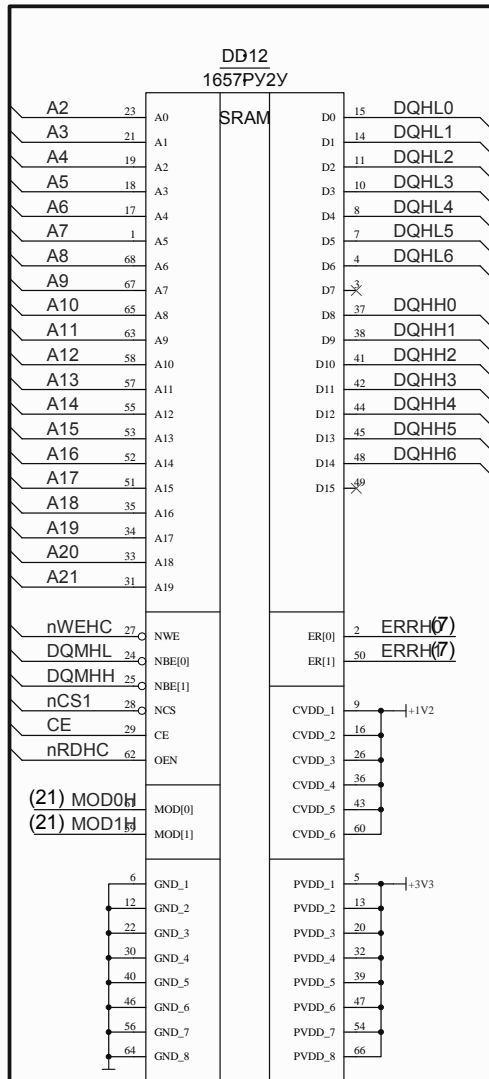 DD12
1657РУ2У
SRAM
A2 23 A0 D0 15 DQHL0
A3 21 A1 D1 14 DQHL1
A4 19 A2 D2 11 DQHL2
A5 18 A3 D3 10 DQHL3
A6 17 A4 D4 8 DQHL4
A7 1 A5 D5 7 DQHL5
A8 68 A6 D6 4 DQHL6
A9 67 A7 D7 3
A10 65 A8 D8 37 DQHH0
A11 63 A9 D9 38 DQHH1
A12 58 A10 D10 41 DQHH2
A13 57 A11 D11 42 DQHH3
A14 55 A12 D12 44 DQHH4
A15 53 A13 D13 45 DQHH5
A16 52 A14 D14 48 DQHH6
A17 51 A15 D15 49
A18 35 A16
A19 34 A17
A20 33 A18
A21 31 A19
nWEHC 27 NWE ER[0] 2 ERRH0 (7)
DQMHL 24 NBE[0] ER[1] 50 ERRH1 (7)
DQMHH 25 NBE[1]
nCS1 28 NCS CVDD_1 9 +1V2
CE 29 CE CVDD_2 16
nRDHC 62 OEN CVDD_3 26
CVDD_4 36
(21) MOD0H 61 MOD[0] CVDD_5 43
(21) MOD1H 59 MOD[1] CVDD_6 60
6 GND_1 PVDD_1 5 +3V3
12 GND_2 PVDD_2 13
22 GND_3 PVDD_3 20
30 GND_4 PVDD_4 32
40 GND_5 PVDD_5 39
46 GND_6 PVDD_6 47
56 GND_7 PVDD_7 54
64 GND_8 PVDD_8 66